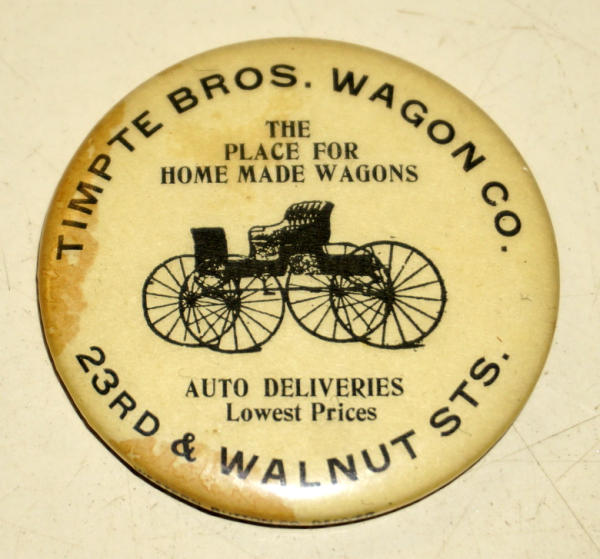 TIMPTE BROS. WAGON CO.
THE
PLACE FOR
HOME MADE WAGONS
AUTO DELIVERIES
Lowest Prices
23RD & WALNUT STS.